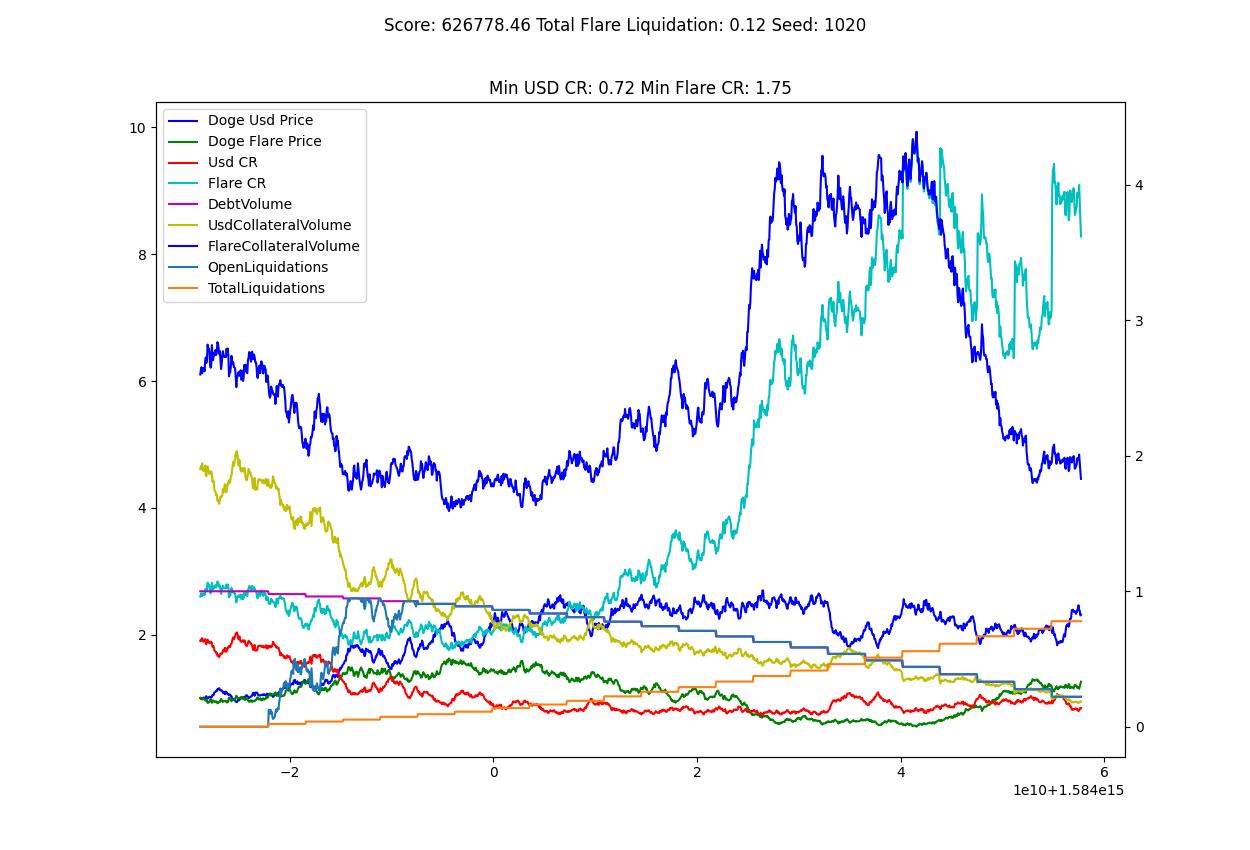 Score: 626778.46 Total Flare Liquidation: 0.12 Seed: 1020
Min USD CR: 0.72 Min Flare CR: 1.75
Doge Usd Price
Doge Flare Price
Usd CR
Flare CR
DebtVolume
UsdCollateralVolume
FlareCollateralVolume
OpenLiquidations
TotalLiquidations
10
8
6
4
2
4
3
2
1
0
−2
0
2
4
6
1e10+1.584e15